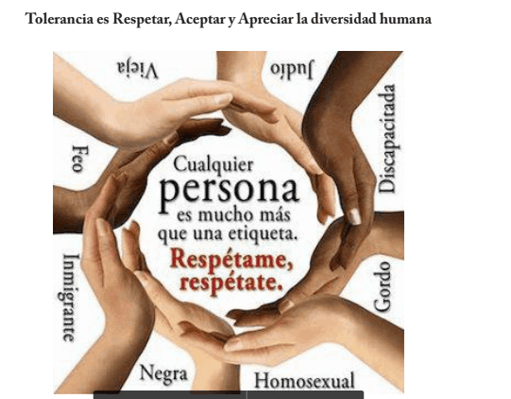 Tolerancia es Respetar, Aceptar y Apreciar la diversidad humana
Vieja
Judío
Feo
Discapacitada
Cualquier
persona
es mucho más
que una etiqueta.
Respétame,
respétate.
Inmigrante
Gordo
Negra
Homosexual